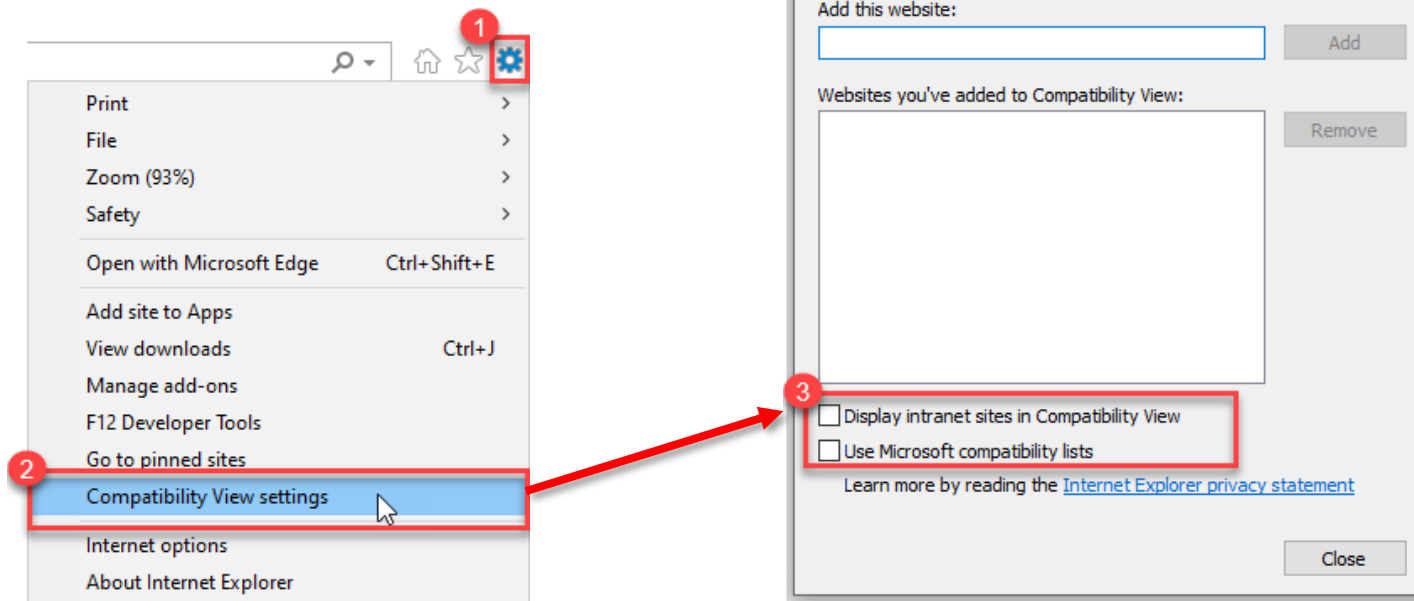 1
Print
File
Zoom (93%)
Safety
Open with Microsoft Edge Ctrl+Shift+E
Add site to Apps
View downloads Ctrl+J
Manage add-ons
F12 Developer Tools
Go to pinned sites
2
Compatibility View settings
Internet options
About Internet Explorer
Add this website:
Add
Websites you've added to Compatibility View:
Remove
3
Display intranet sites in Compatibility View
Use Microsoft compatibility lists
Learn more by reading the Internet Explorer privacy statement
Close